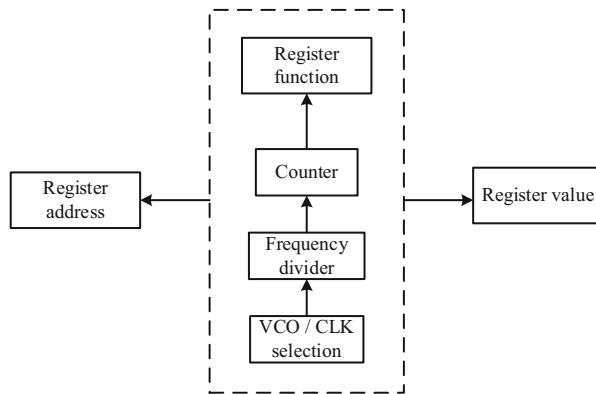 Register
function
Counter
Register
address
Register value
Frequency
divider
VCO / CLK
selection